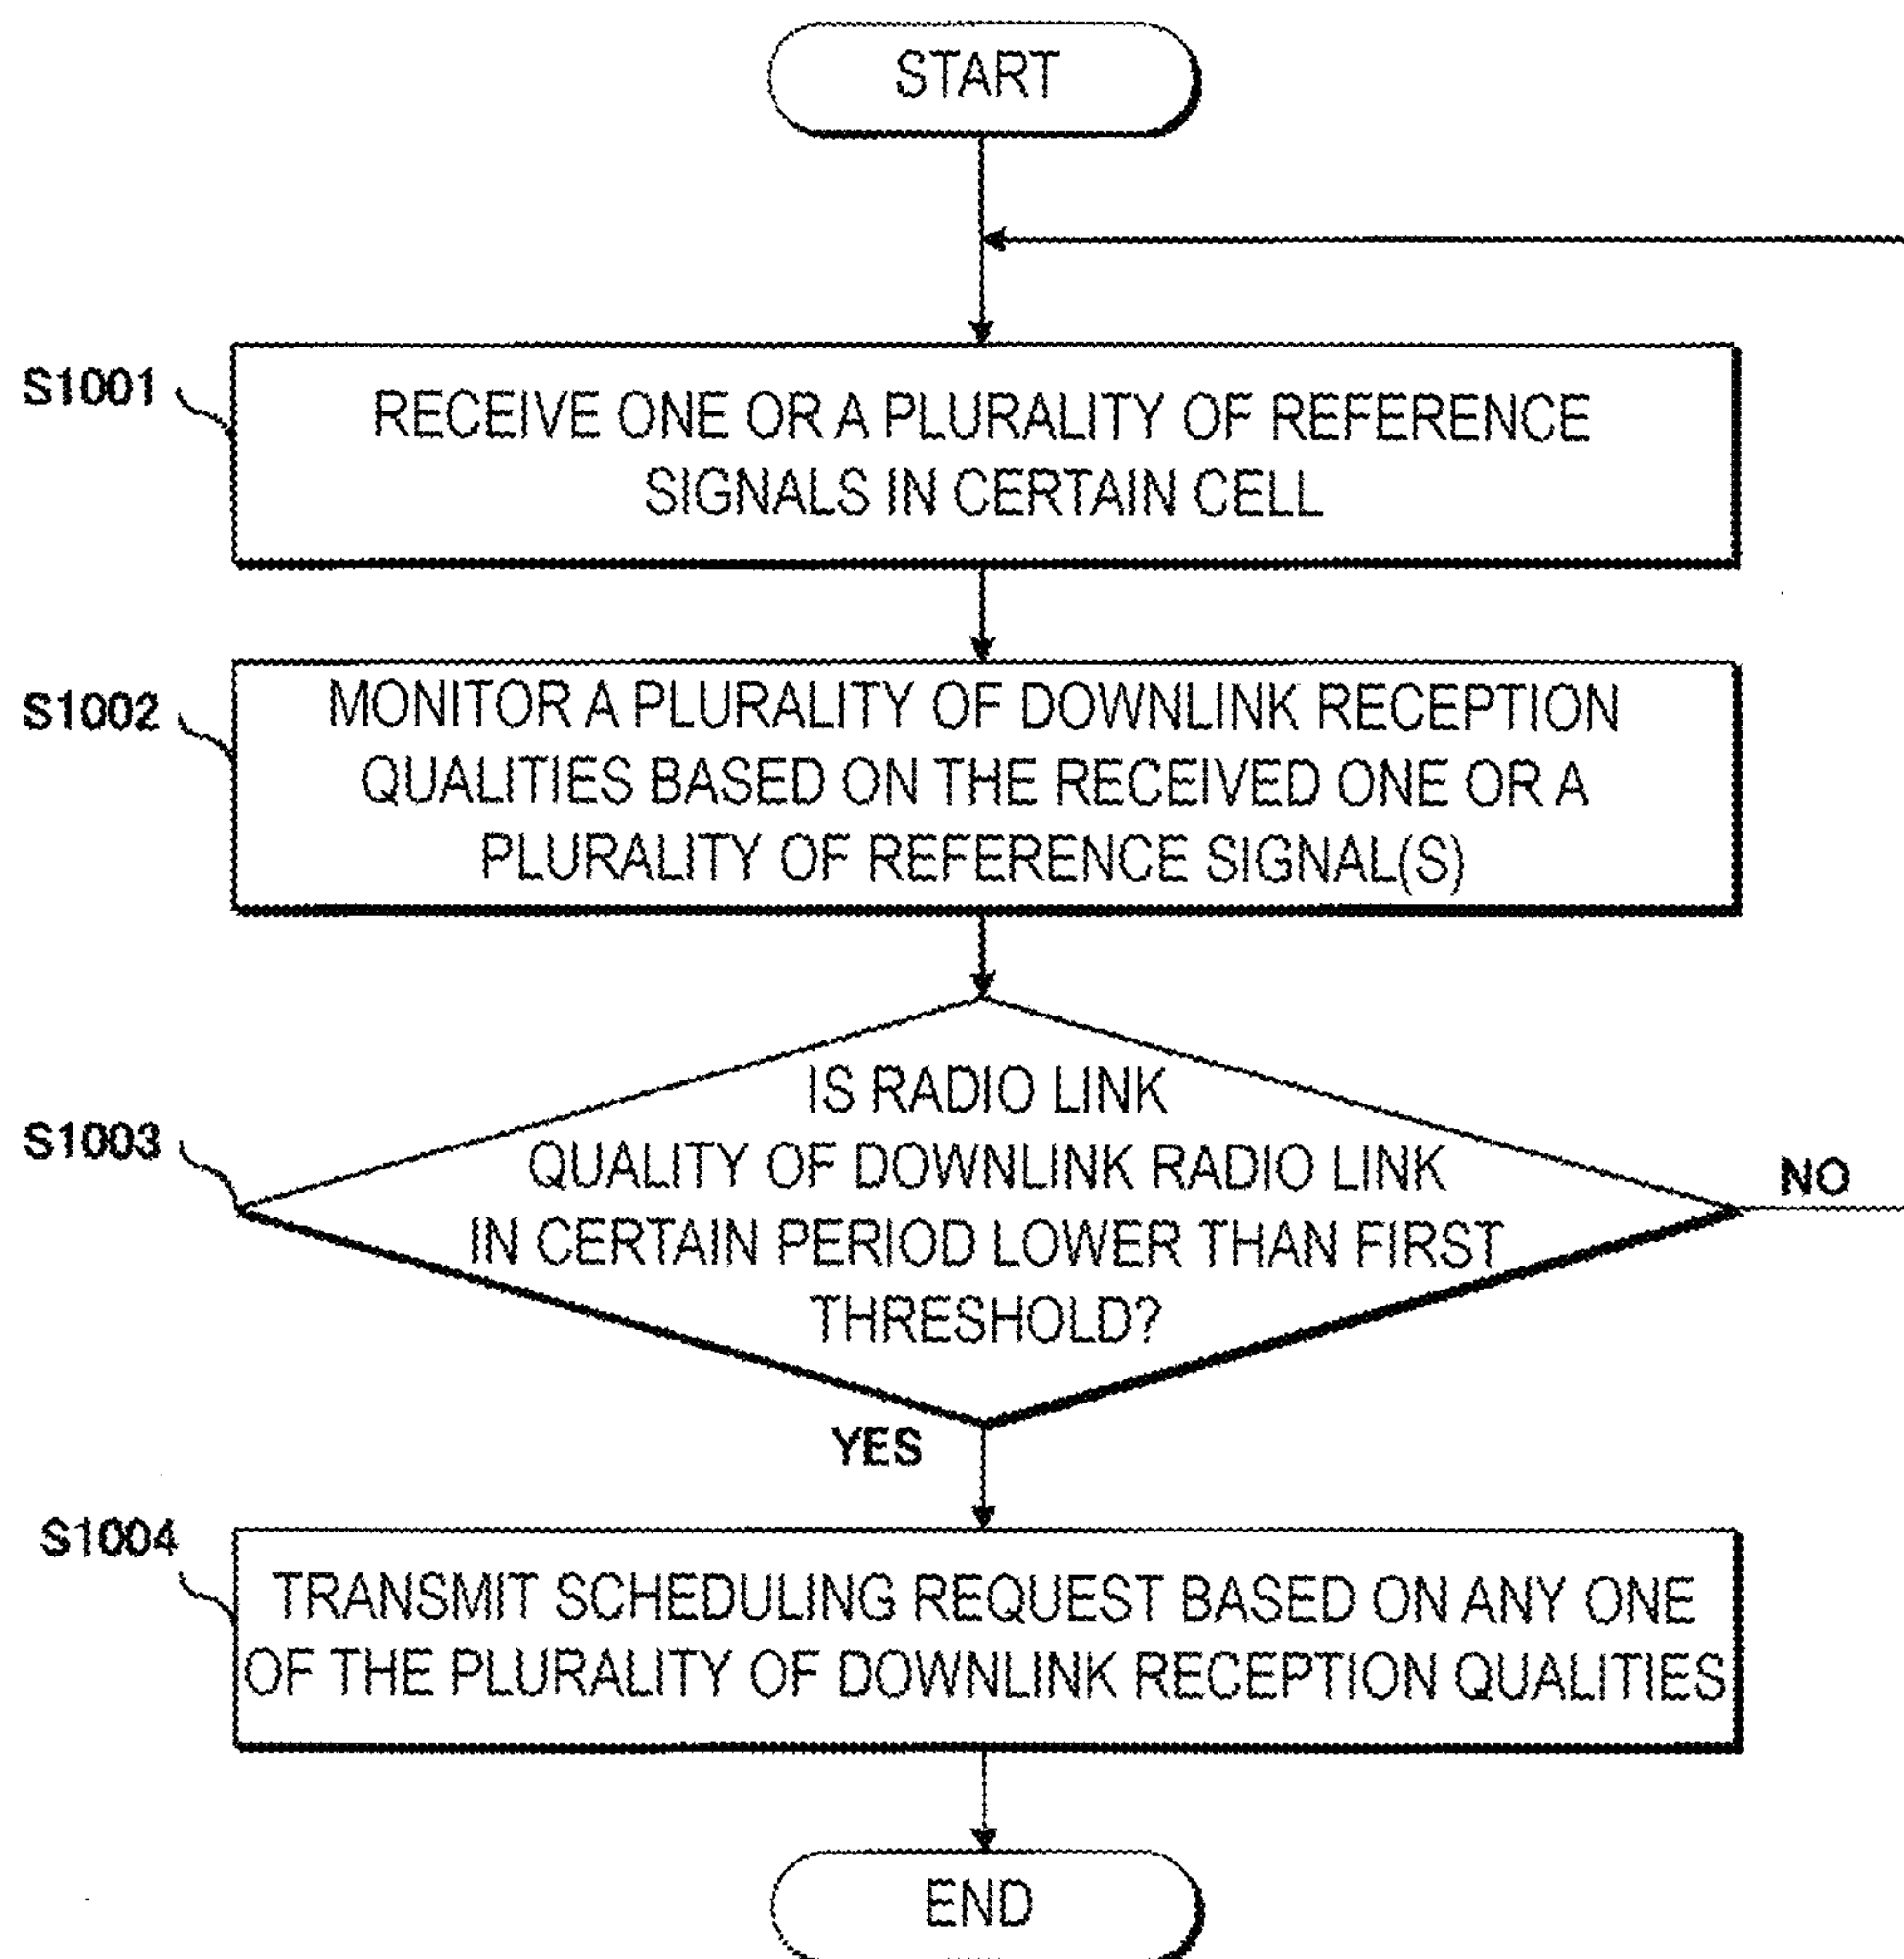 START
S1001
RECEIVE ONE OR A PLURALITY OF REFERENCE
SIGNALS IN CERTAIN CELL
S1002
MONITOR A PLURALITY OF DOWNLINK RECEPTION
QUALITIES BASED ON THE RECEIVED ONE OR A
PLURALITY OF REFERENCE SIGNAL(S)
S1003
IS RADIO LINK
QUALITY OF DOWNLINK RADIO LINK
IN CERTAIN PERIOD LOWER THAN FIRST
THRESHOLD?
NO
YES
S1004
TRANSMIT SCHEDULING REQUEST BASED ON ANY ONE
OF THE PLURALITY OF DOWNLINK RECEPTION QUALITIES
END